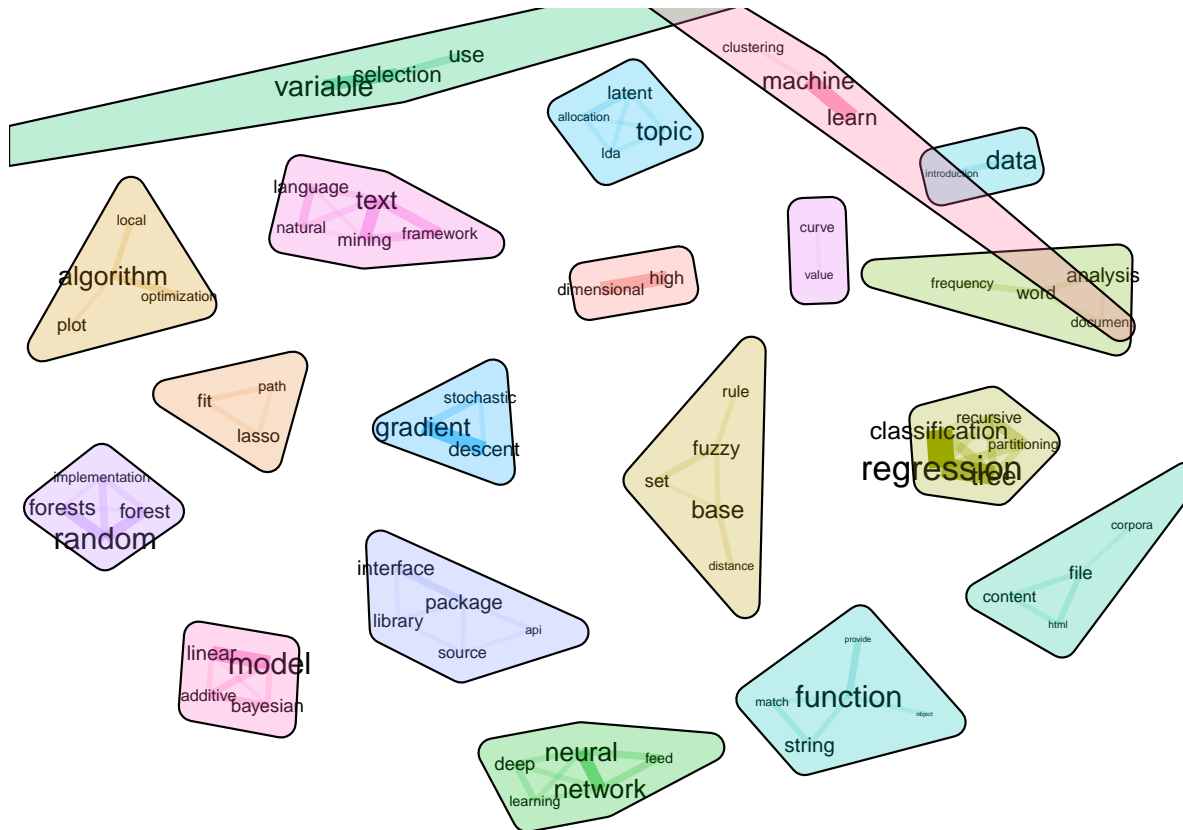 clustering
use
variable
selection
machine
learn
latent
allocation
topic
lda
data
introduction
language
text
natural
mining
framework
local
algorithm
optimization
plot
high
dimensional
curve
value
frequency
word
analysis
document
fit
path
lasso
stochastic
gradient
descent
rule
fuzzy
set
base
distance
recursive
classification
partitioning
regression
tree
implementation
forests
forest
random
interface
package
library
api
source
corpora
file
content
html
linear
model
additive
bayesian
provide
match
function
object
string
neural
deep
feed
network
learning